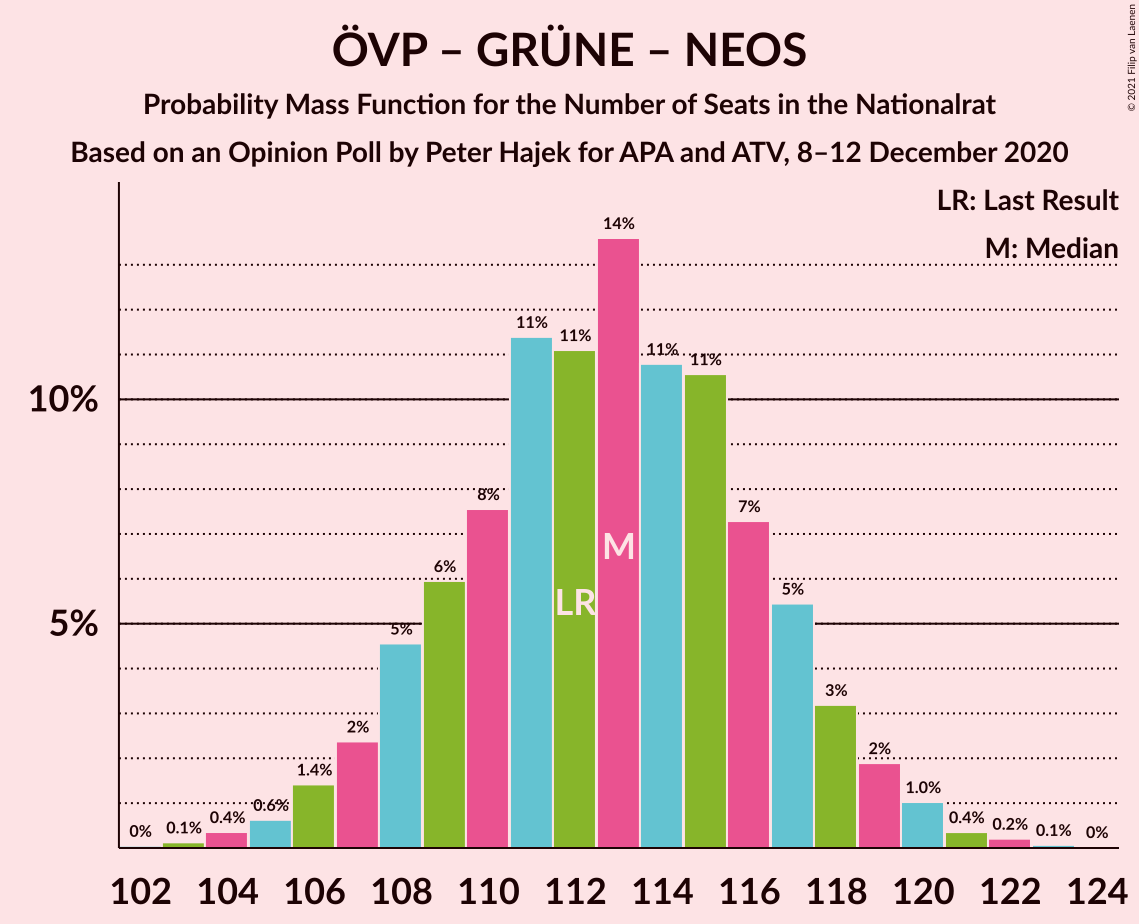 ÖVP – GRÜNE – NEOS
Probability Mass Function for the Number of Seats in the Nationalrat
Based on an Opinion Poll by Peter Hajek for APA and ATV, 8–12 December 2020
© 2021 Filip van Laenen
LR: Last Result
M: Median
10%
5%
0%
0.1%
0.4%
0.6%
1.4%
2%
5%
6%
8%
11%
11%
14%
11%
11%
7%
5%
3%
2%
1.0%
0.4%
0.2%
0.1%
0%
LR
M
102 104 106 108 110 112 114 116 118 120 122 124